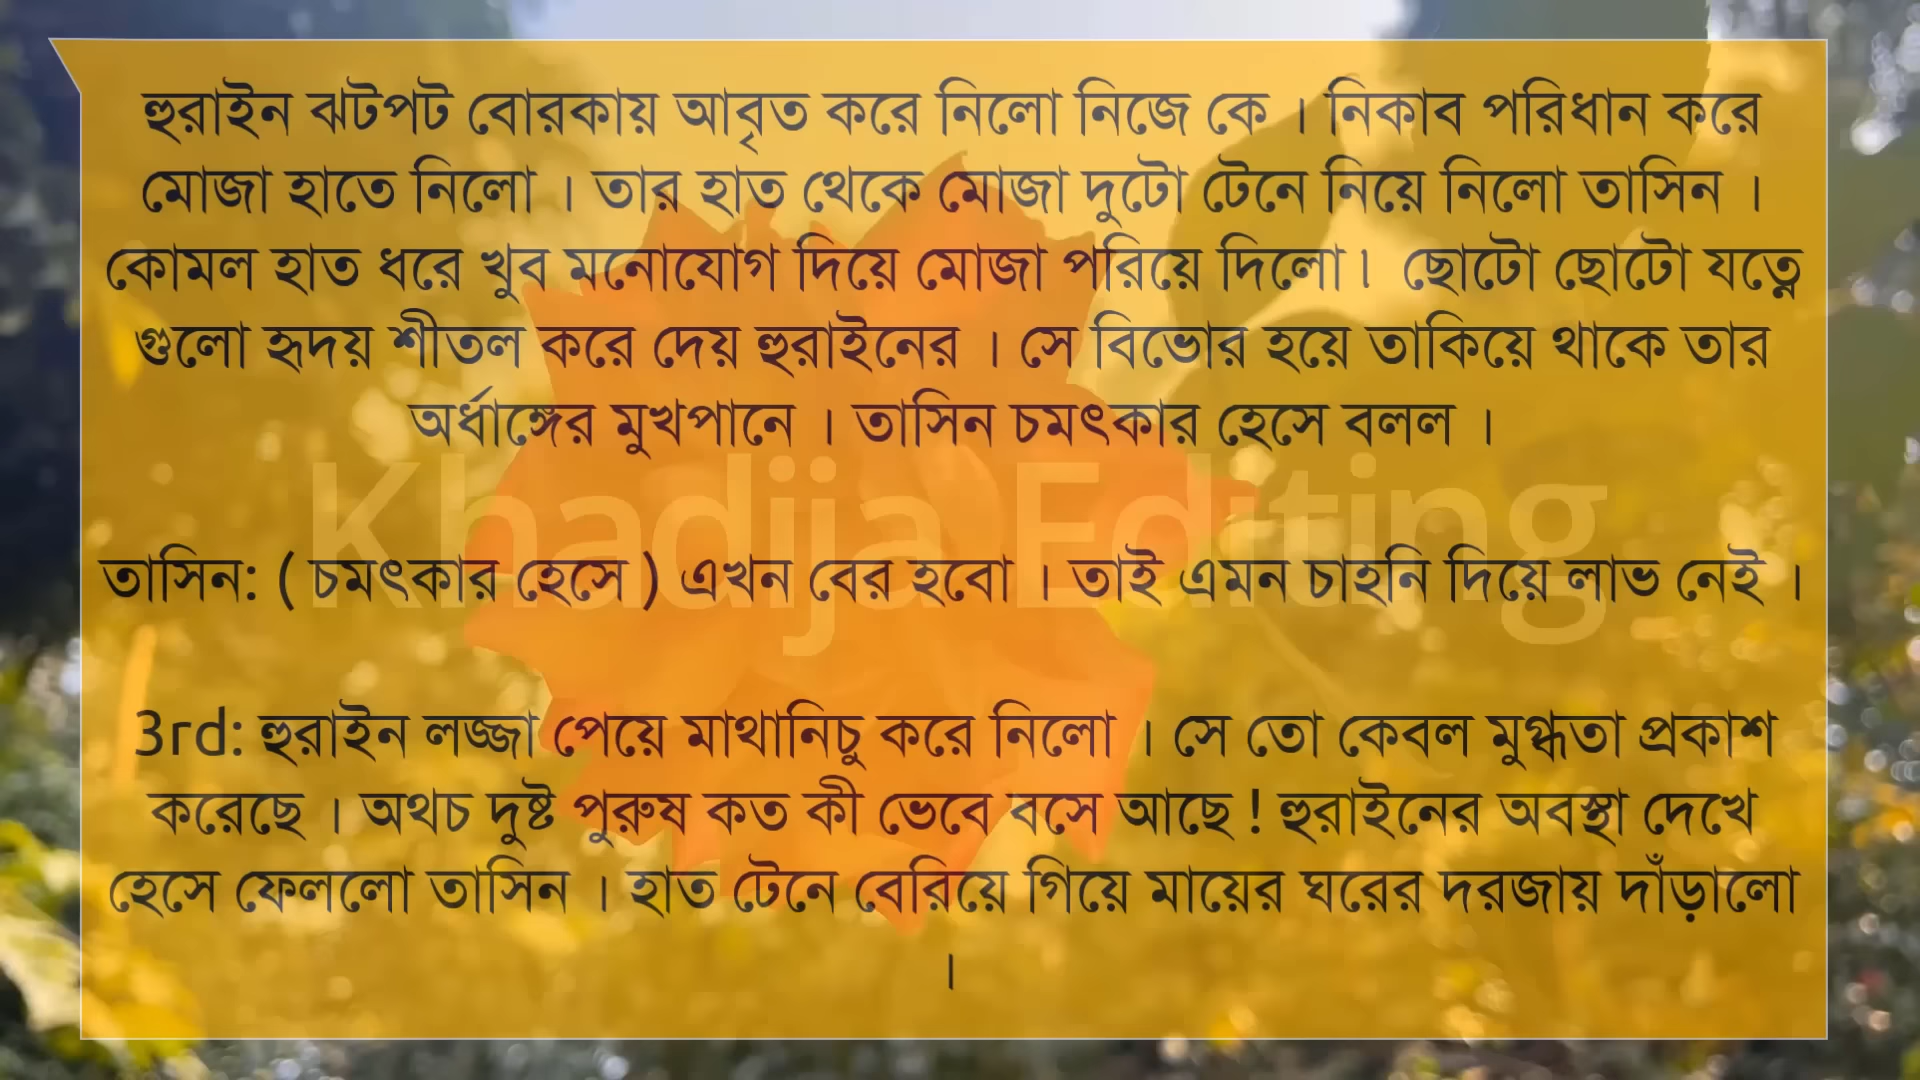 হুরাইন ঝটপট বোরকায় আবৃত করে নিলো নিজে কে । নিকাব পরিধান করে
মোজা হাতে নিলো । তার হাত থেকে মোজা দুটো টেনে নিয়ে নিলো তাসিন ।
কোমল হাত ধরে খুব মনোযোগ দিয়ে মোজা পরিয়ে দিলো। ছোটো ছোটো যত্নে
গুলো হৃদয় শীতল করে দেয় হুরাইনের । সে বিভোর হয়ে তাকিয়ে থাকে তার
অর্ধাঙ্গের মুখপানে । তাসিন চমৎকার হেসে বলল ।
Khadija Editing
তাসিন: ( চমৎকার হেসে ) এখন বের হবো । তাই এমন চাহনি দিয়ে লাভ নেই ।
3rd: হুরাইন লজ্জা পেয়ে মাথানিচু করে নিলো । সে তো কেবল মুগ্ধতা প্রকাশ
করেছে । অথচ দুষ্ট পুরুষ কত কী ভেবে বসে আছে ! হুরাইনের অবস্থা দেখে
হেসে ফেললো তাসিন । হাত টেনে বেরিয়ে গিয়ে মায়ের ঘরের দরজায় দাঁড়ালো
।